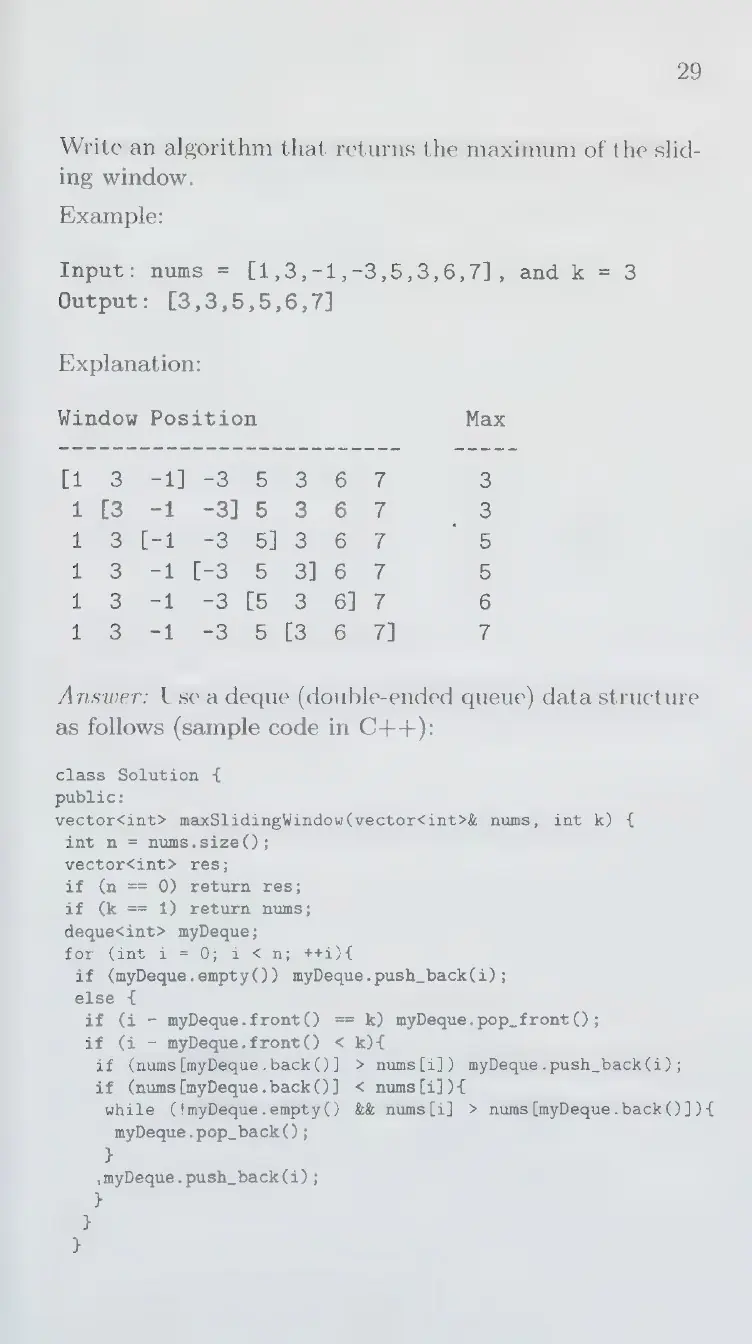 29
Write an algorithm that returns the maximum of the slid-
ing window.
Example:
Input: nums = [1,3,-1,-3,5,3,6,7], and k = 3
Output: [3,3,5,5,6,7]
Explanation:
Window Position Max
--------------------------- -----
[1 3 -1] -3 5 3 6 7 3
1 [3 -1 -3] 5 3 6 7 3
1 3 [-1 -3 5] 3 6 7 5
1 3 -1 [-3 5 3] 6 7 5
1 3 -1 -3 [5 3 6] 7 6
1 3 -1 -3 5 [3 6 7] 7
Answer: Use a deque (double-ended queue) data structure
as follows (sample code in C++):
class Solution {
public:
vector<int> maxSlidingWindow(vector<int>& nums, int k) {
int n = nums.size();
vector<int> res;
if (n == 0) return res;
if (k == 1) return nums;
deque<int> myDeque;
for (int i = 0; i < n; ++i){
if (myDeque.empty()) myDeque.push_back(i);
else {
if (i - myDeque.front() == k) myDeque.pop_front();
if (i - myDeque.front() < k){
if (nums[myDeque.back()] > nums[i]) myDeque.push_back(i);
if (nums[myDeque.back()] < nums[i]){
while (!myDeque.empty() && nums[i] > nums[myDeque.back()]){
myDeque.pop_back();
}
myDeque.push_back(i);
}
}
}